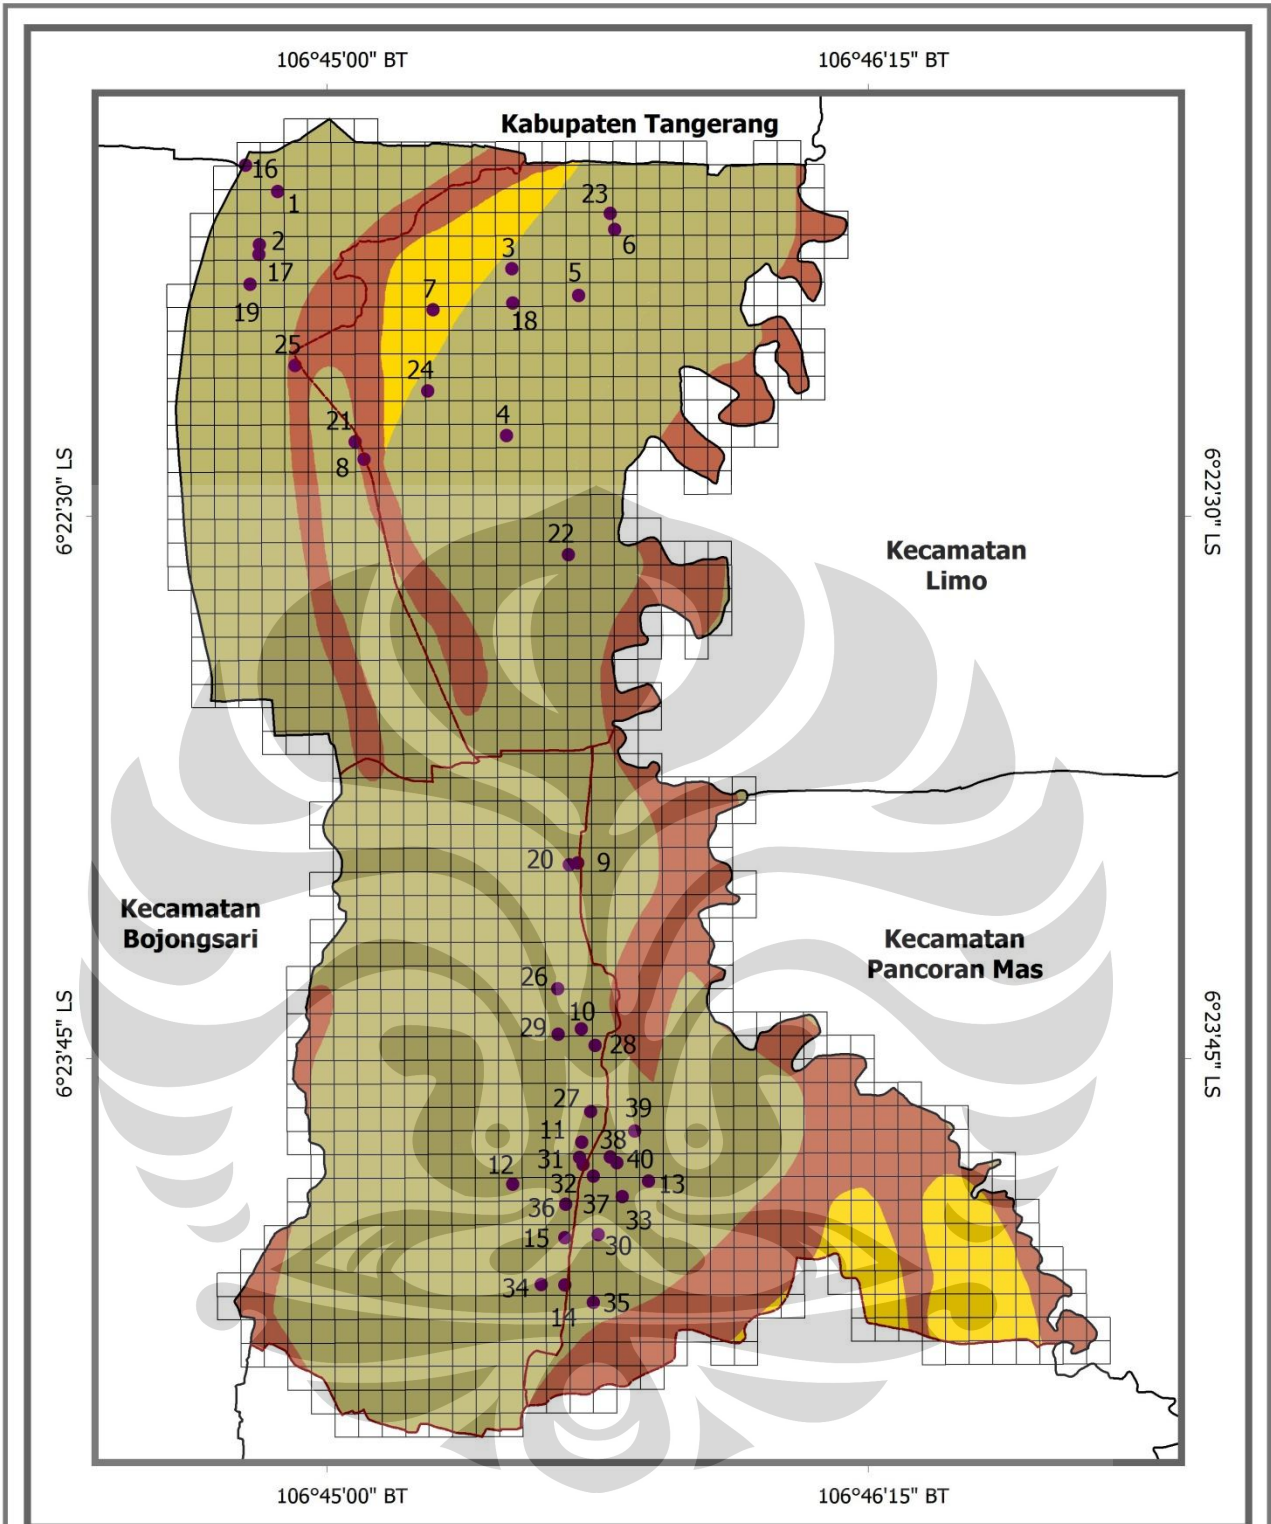 106°45'00" BT
106°46'15" BT
Kabupaten Tangerang
16
1
23
2
6
3
17
5
7
19
18
25
24
4
21
8
6°22'30" LS
6°22'30" LS
22
Kecamatan
Limo
20
9
Kecamatan
Bojongsari
Kecamatan
Pancoran Mas
26
10
29
28
6°23'45" LS
6°23'45" LS
27
39
11
38
31
40
12
32
13
36
37
33
15
30
34
35
14
106°45'00" BT
106°46'15" BT